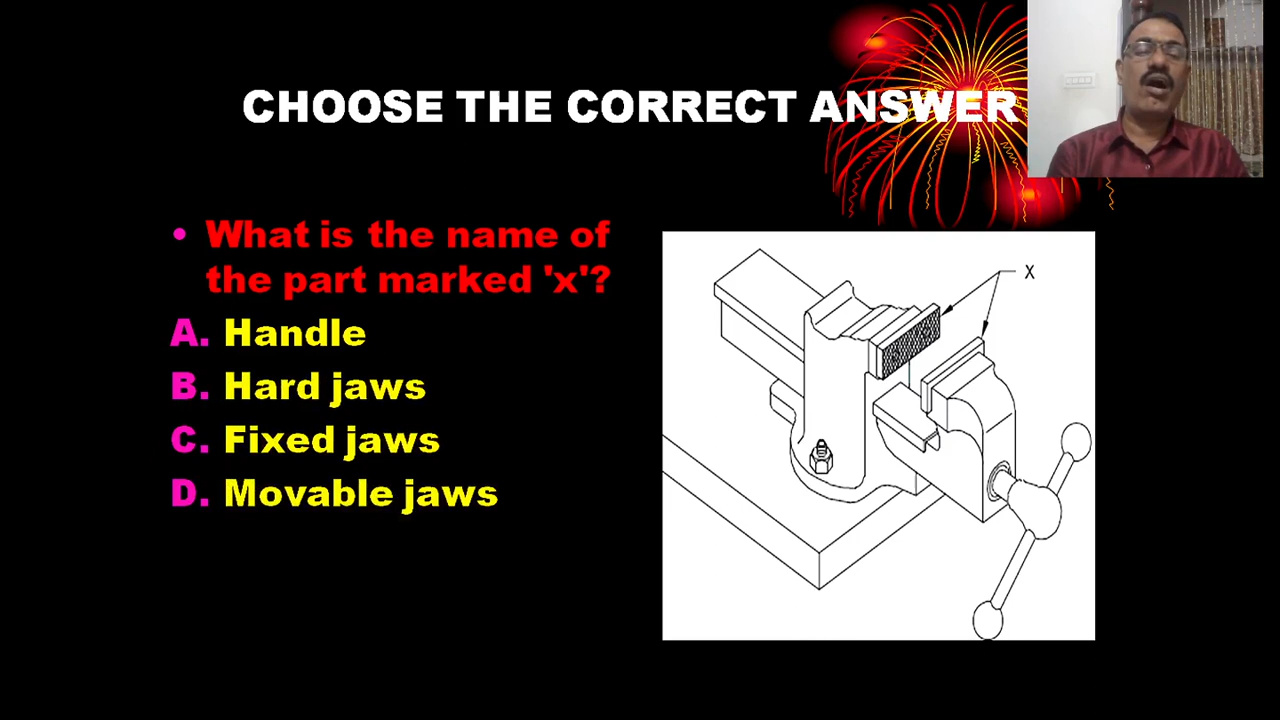 CHOOSE THE CORRECT ANSWER
• What is the name of
the part marked 'x'?
A. Handle
B. Hard jaws
C. Fixed jaws
D. Movable jaws
X